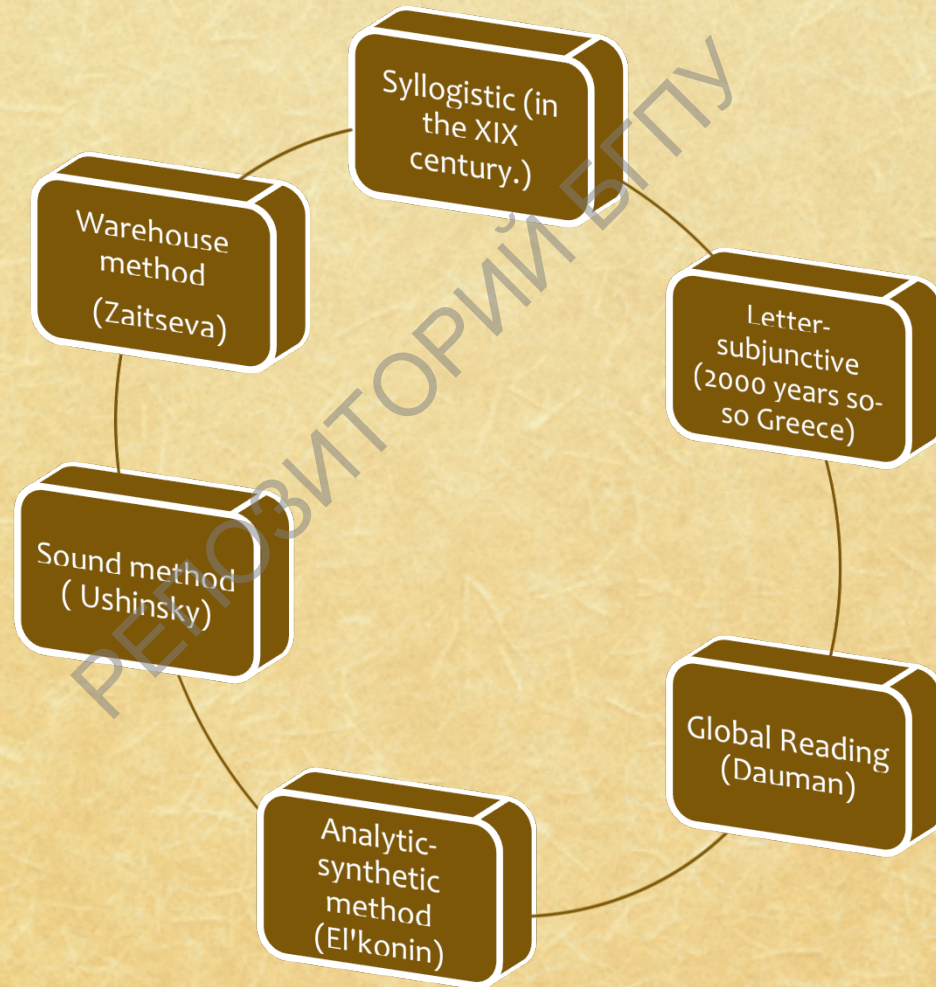 Syllogistic (in
the XIX
century.)
Letter-
subjunctive
(2000 years so-
so Greece)
Global Reading
(Dauman)
Analytic-
synthetic
method
(El'konin)
Sound method
( Ushinsky)
Warehouse
method
(Zaitseva)
РЕПОЗИТОРИЙ БГПУ